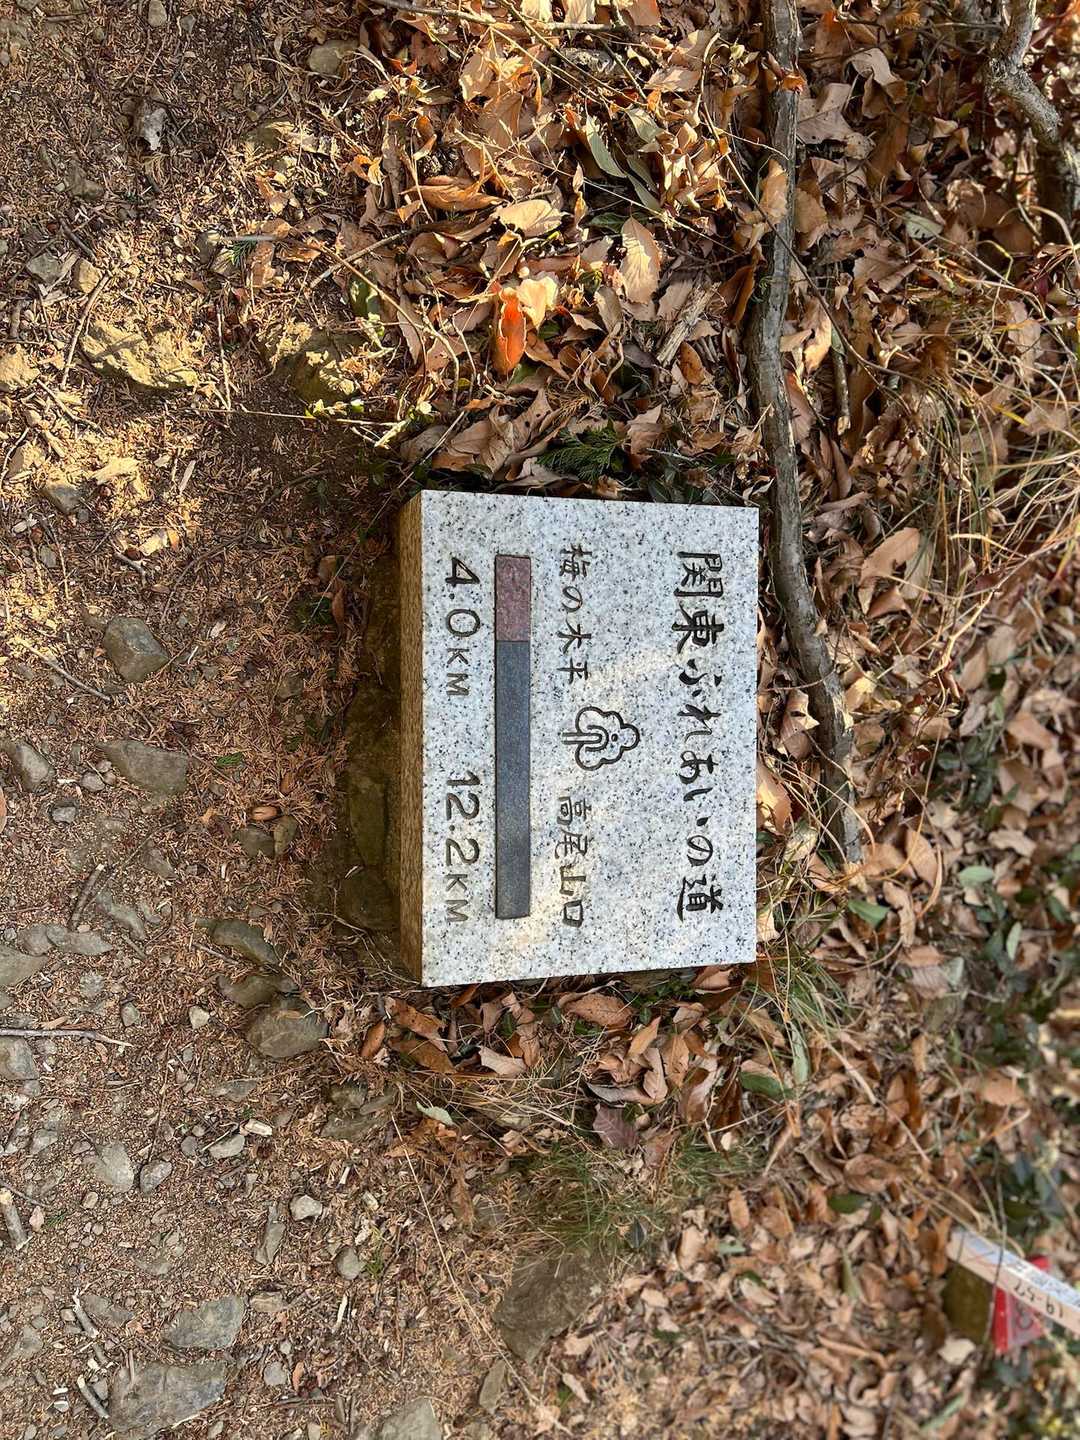 関東ふれあいの道
梅の木平 高尾山口
4.0KM 12.2KM